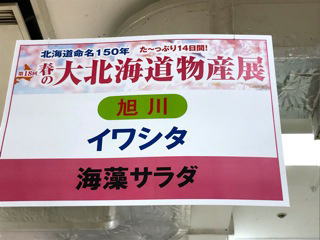 北海道命名150年 た〜っぷり14日間!
第18回 春の大北海道物産展
旭川
イワシタ
海藻サラダ